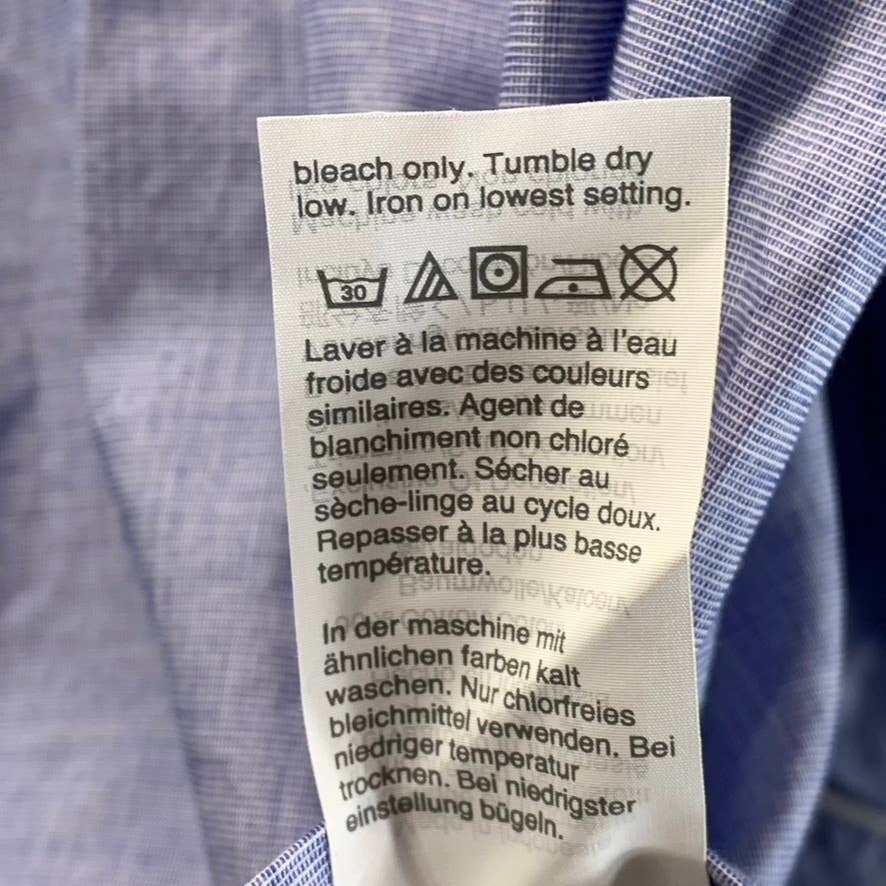 bleach only. Tumble dry
low. Iron on lowest setting.
30
Laver à la machine à l'eau
froide avec des couleurs
similaires. Agent de
blanchiment non chloré
seulement. Sécher au
sèche-linge au cycle doux.
Repasser à la plus basse
température.
In der maschine mit
ähnlichen farben kalt
waschen. Nur chlorfreies
bleichmittel verwenden. Bei
niedriger temperatur
trocknen. Bei niedrigster
einstellung bügeln.